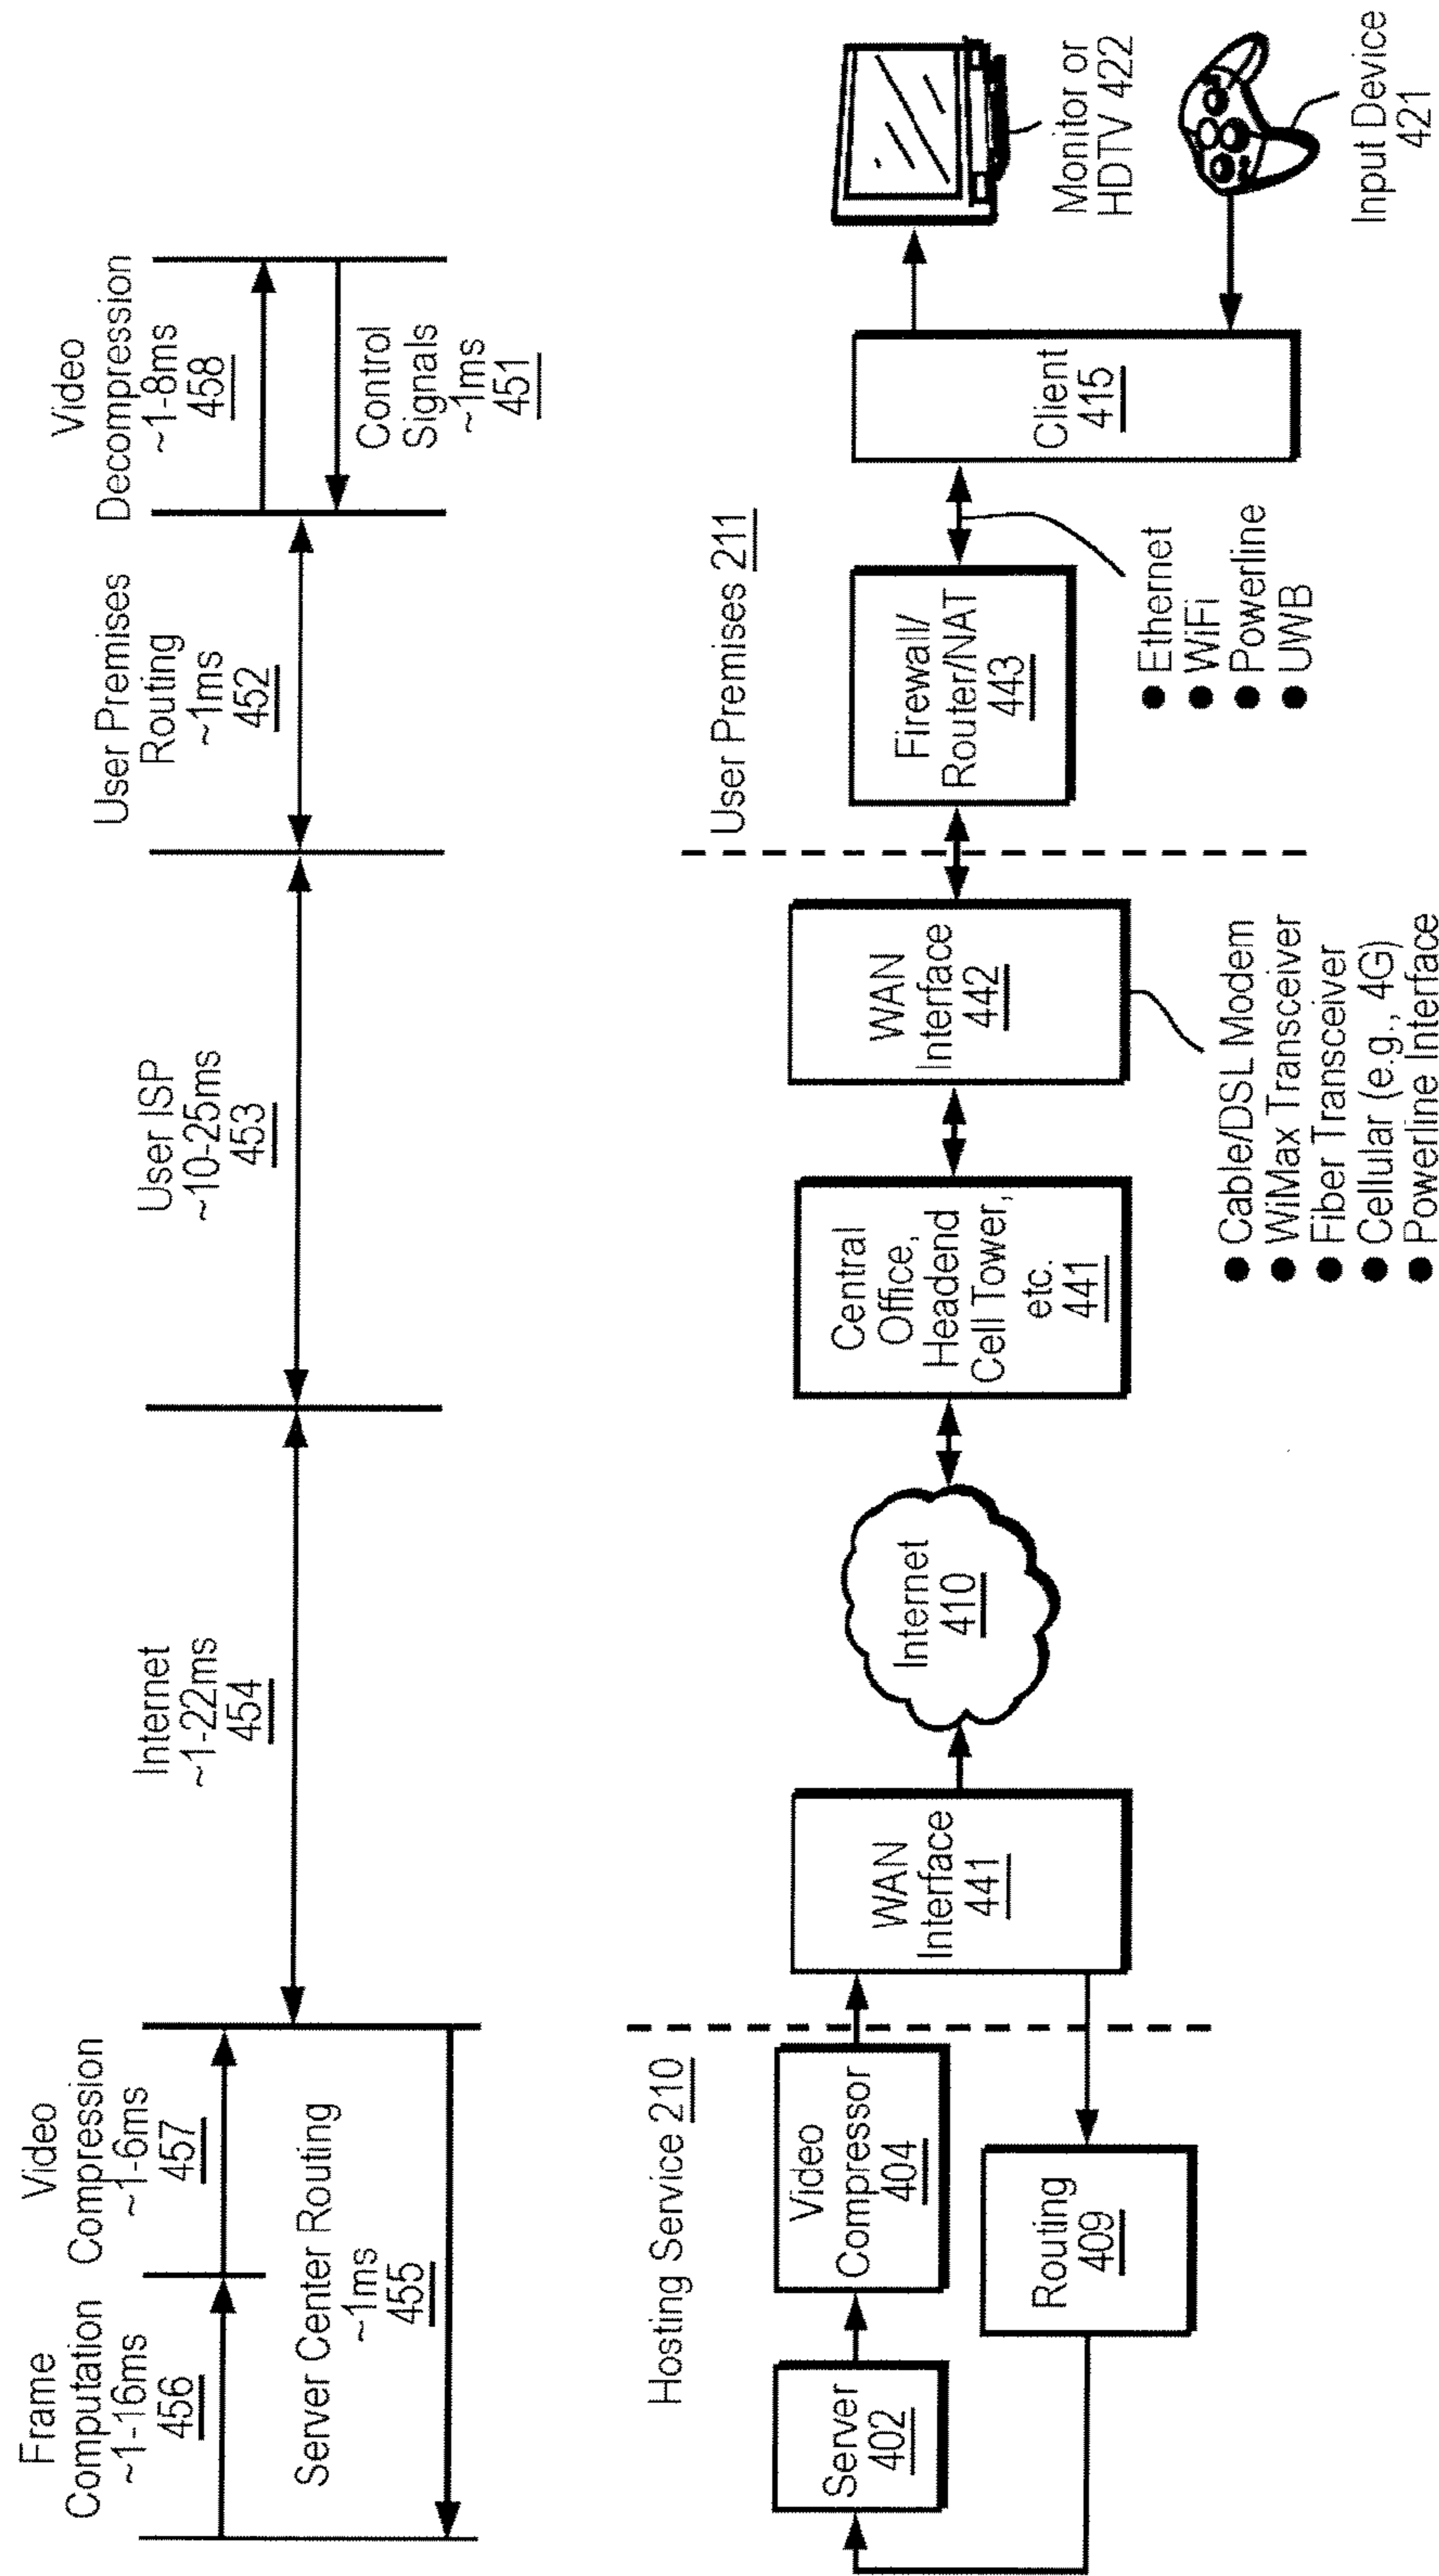 Frame
Computation
~1-16ms
456
Video
Compression
~1-6ms
457
Server Center Routing
~1ms
455
Internet
~1-22ms
454
User ISP
~10-25ms
453
User Premises
Routing
~1ms
452
Video
Decompression
~1-8ms
458
Control
Signals
~1ms
451
Hosting Service 210
Server
402
Video
Compressor
404
Routing
409
WAN
Interface
441
Internet
410
Central
Office,
Headend
Cell Tower,
etc.
441
WAN
Interface
442
● Cable/DSL Modem
● WiMax Transceiver
● Fiber Transceiver
● Cellular (e.g., 4G)
● Powerline Interface
User Premises 211
Firewall/
Router/NAT
443
● Ethernet
● WiFi
● Powerline
● UWB
Client
415
Monitor or
HDTV 422
Input Device
421